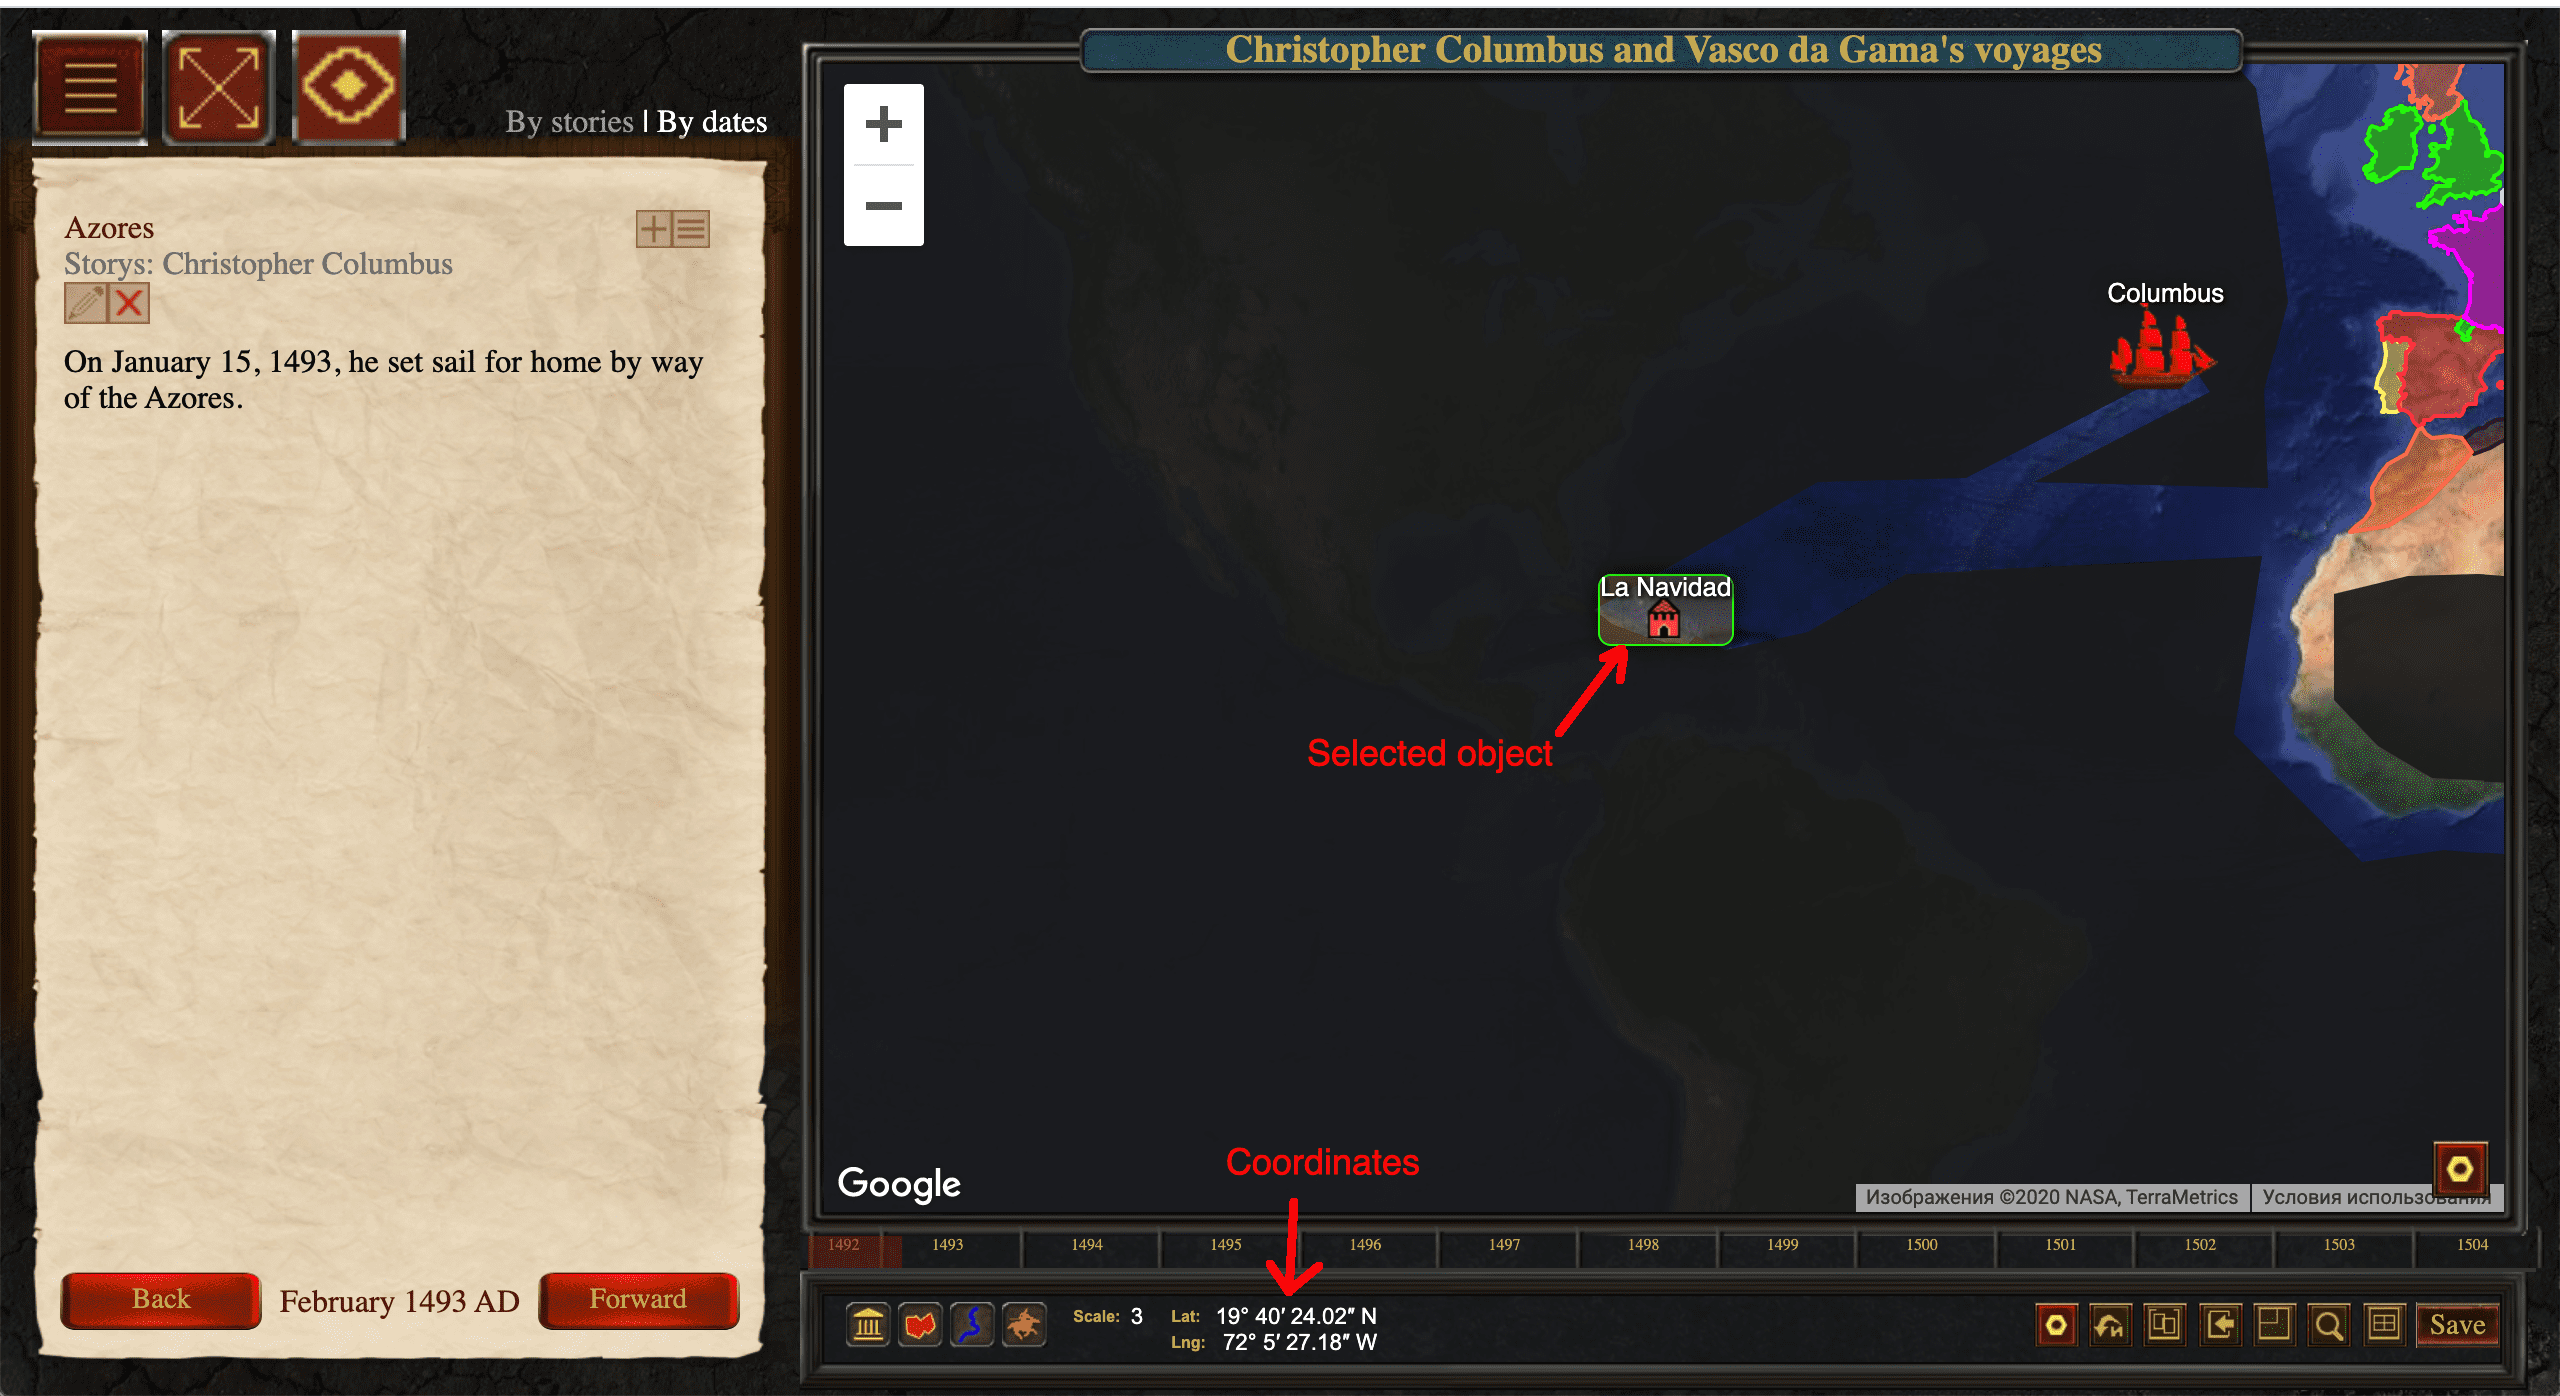 Christopher Columbus and Vasco da Gama's voyages
By stories | By dates
Azores
Storys: Christopher Columbus
On January 15, 1493, he set sail for home by way
of the Azores.
Back
February 1493 AD
Forward
Columbus
La Navidad
Selected object
Coordinates
Google
Изображения ©2020 NASA, TerraMetrics
Условия использования
1492 1493 1494 1495 1496 1497 1498 1499 1500 1501 1502 1503 1504
Scale: 3
Lat: 19° 40′ 24.02″ N
Lng: 72° 5′ 27.18″ W
Save